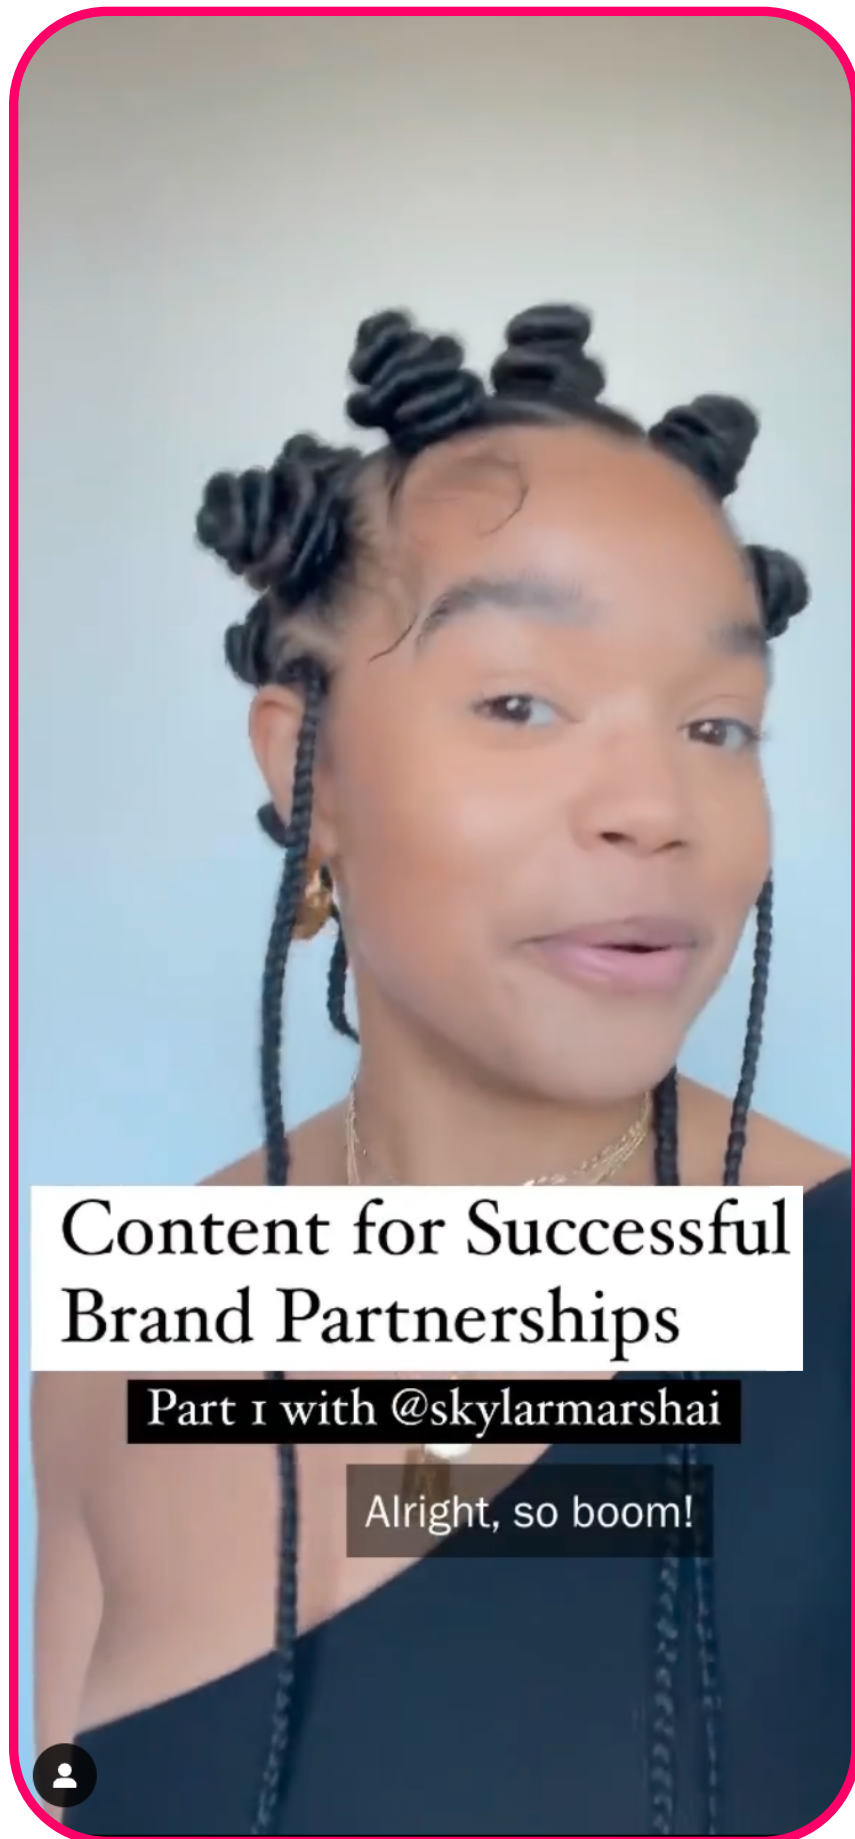 Content for Successful
Brand Partnerships
Part 1 with @skylarmarshai
Alright, so boom!